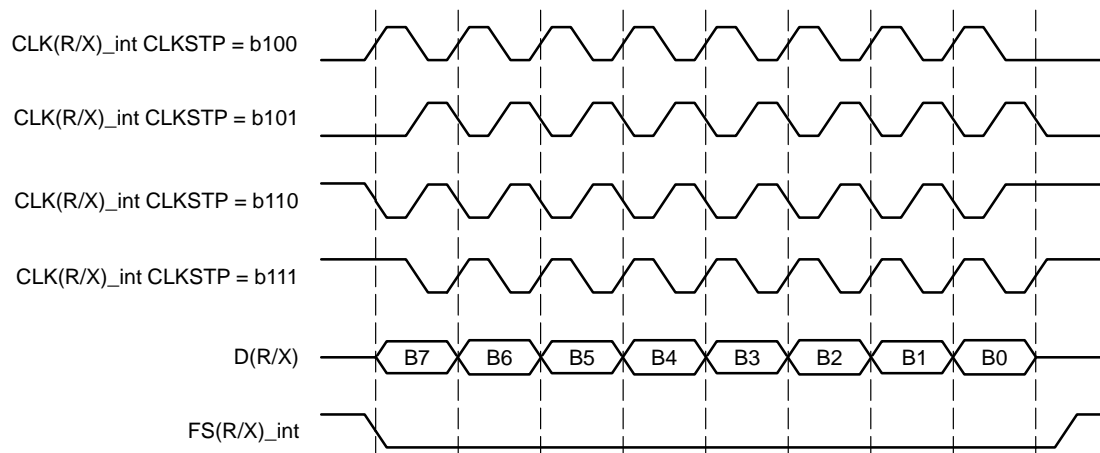 CLK(R/X)_int CLKSTP = b100
CLK(R/X)_int CLKSTP = b101
CLK(R/X)_int CLKSTP = b110
CLK(R/X)_int CLKSTP = b111
D(R/X) B7 B6 B5 B4 B3 B2 B1 B0
FS(R/X)_int